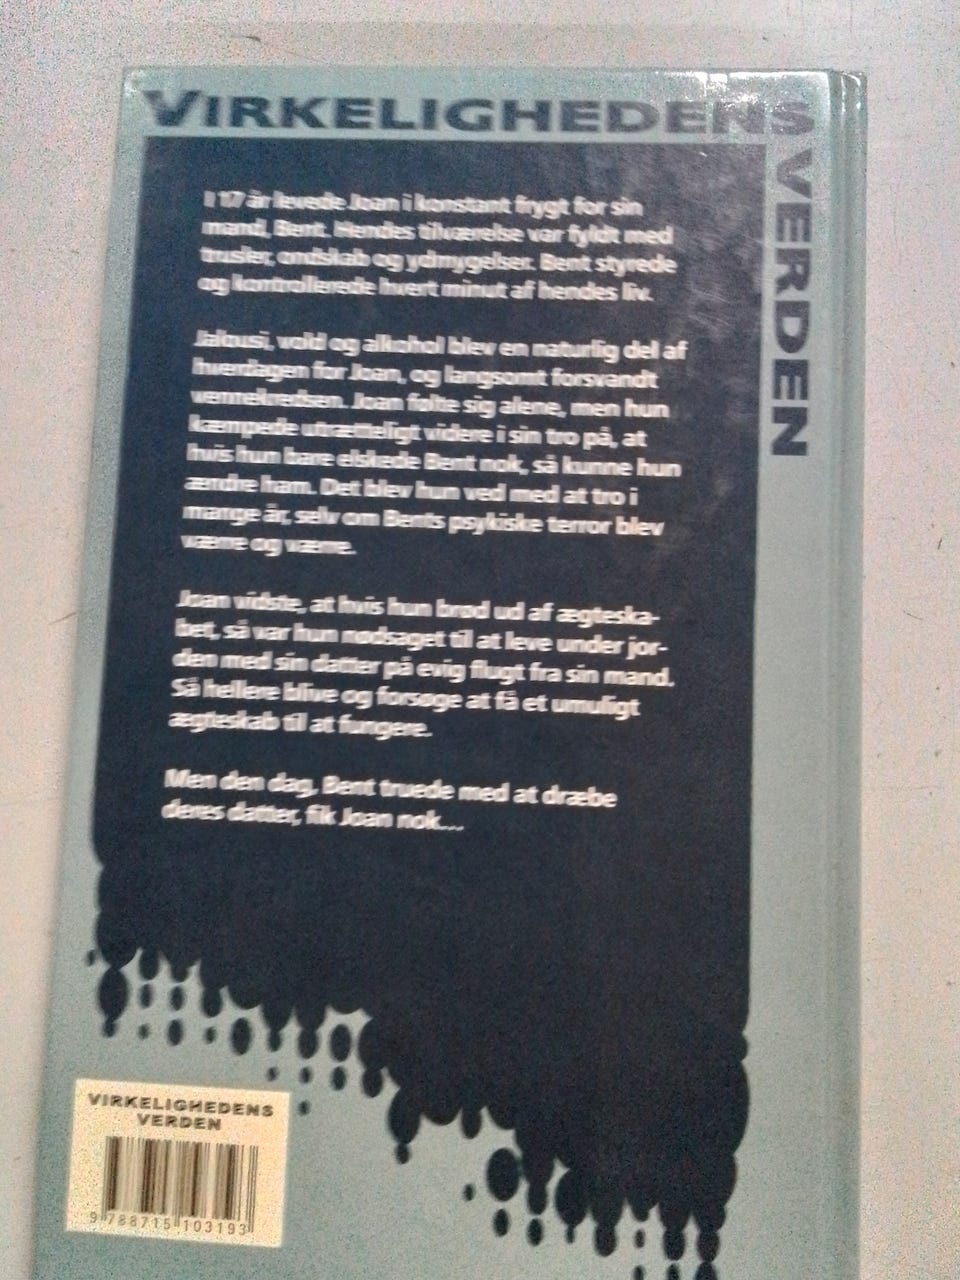 VIRKELIGHEDENS
VERDEN
I 17 år levede Joan i konstant frygt for sin
mand, Bent. Hendes tilværelse var fyldt med
trusler, ondskab og ydmygelser. Bent styrede
og kontrollerede hvert minut af hendes liv.
Jalousi, vold og alkohol blev en naturlig del af
hverdagen for Joan, og langsomt forsvandt
vennekredsen. Joan følte sig alene, men hun
kæmpede utrætteligt videre i sin tro på, at
hvis hun bare elskede Bent nok, så kunne hun
ændre ham. Det blev hun ved med at tro i
mange år, selv om Bents psykiske terror blev
værre og værre.
Joan vidste, at hvis hun brød ud af ægteska-
bet, så var hun nødsaget til at leve under jor-
den med sin datter på evig flugt fra sin mand.
Så hellere blive og forsøge at få et umuligt
ægteskab til at fungere.
Men den dag, Bent truede med at dræbe
deres datter, fik Joan nok...
VIRKELIGHEDENS
VERDEN
9 788715 103193